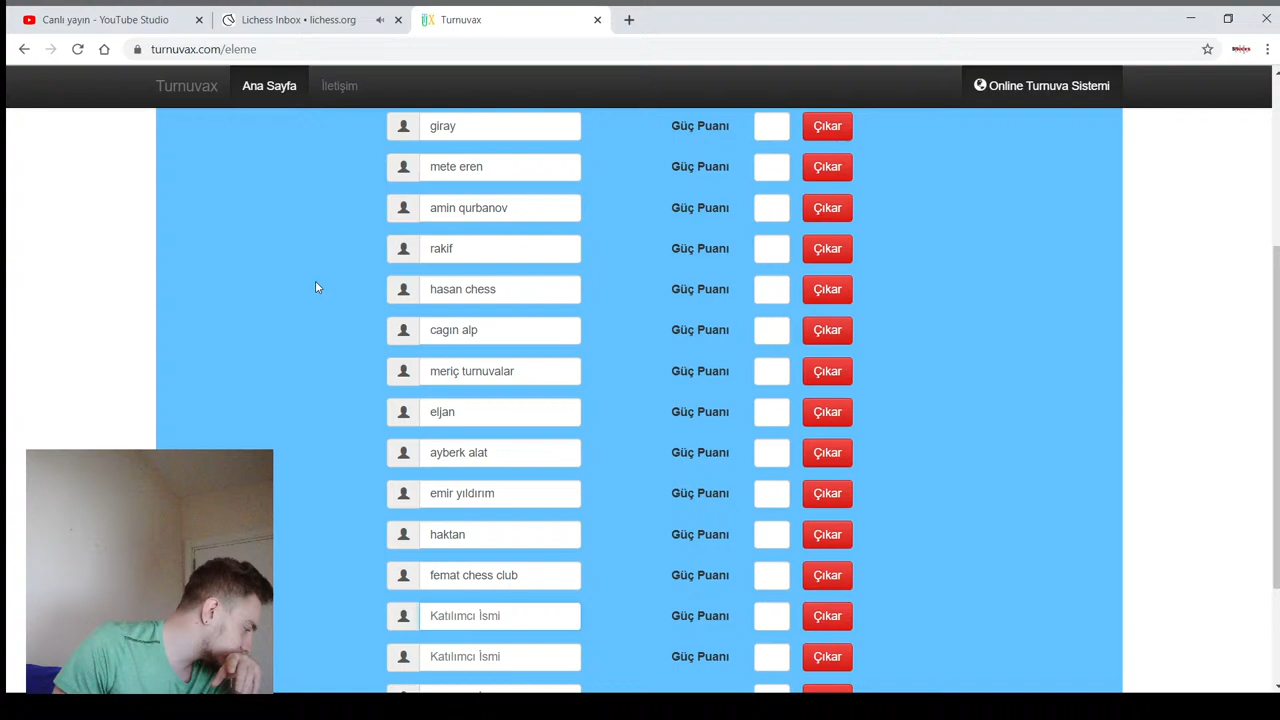 Canlı yayın - YouTube Studio
Lichess Inbox • lichess.org
Turnuvax
turnuvax.com/eleme
Turnuvax Ana Sayfa İletişim Online Turnuva Sistemi
giray Güç Puanı Çıkar
mete eren Güç Puanı Çıkar
amin qurbanov Güç Puanı Çıkar
rakif Güç Puanı Çıkar
hasan chess Güç Puanı Çıkar
cagın alp Güç Puanı Çıkar
meriç turnuvalar Güç Puanı Çıkar
eljan Güç Puanı Çıkar
ayberk alat Güç Puanı Çıkar
emir yıldırım Güç Puanı Çıkar
haktan Güç Puanı Çıkar
femat chess club Güç Puanı Çıkar
Katılımcı İsmi Güç Puanı Çıkar
Katılımcı İsmi Güç Puanı Çıkar